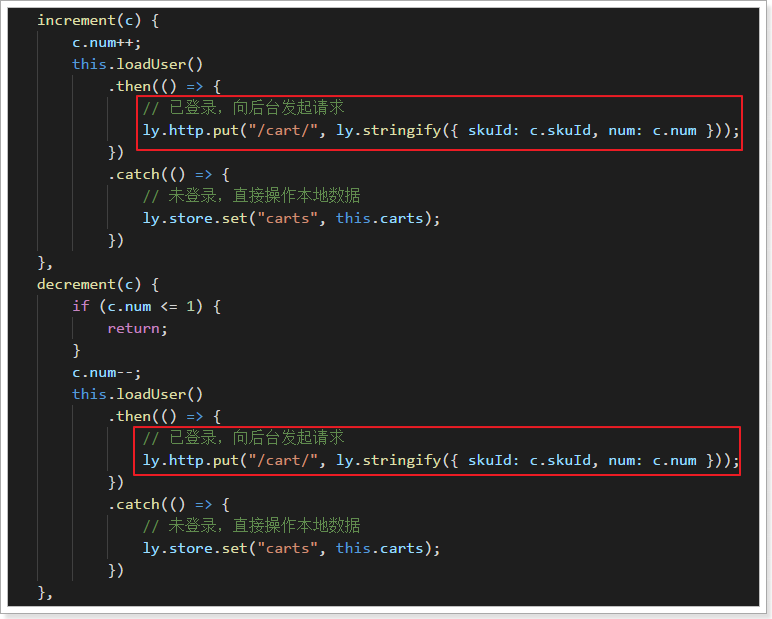 increment(c) {
c.num++;
this.loadUser()
.then(() => {
// 已登录，向后台发起请求
ly.http.put("/cart/", ly.stringify({ skuId: c.skuId, num: c.num }));
})
.catch(() => {
// 未登录，直接操作本地数据
ly.store.set("carts", this.carts);
})
},
decrement(c) {
if (c.num <= 1) {
return;
}
c.num--;
this.loadUser()
.then(() => {
// 已登录，向后台发起请求
ly.http.put("/cart/", ly.stringify({ skuId: c.skuId, num: c.num }));
})
.catch(() => {
// 未登录，直接操作本地数据
ly.store.set("carts", this.carts);
})
},